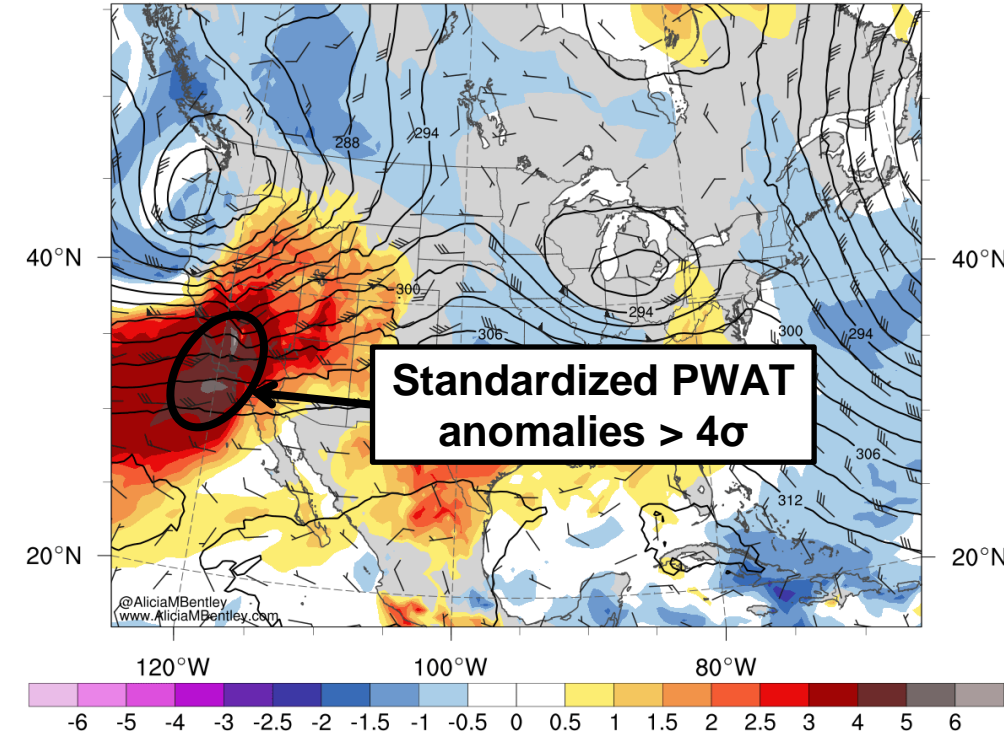 288
294
40°N
40°N
300
294
306
300
294
Standardized PWAT
anomalies > 4σ
306
312
20°N
20°N
@AliciaMBentley
www.AliciaMBentley.com
120°W 100°W 80°W
-6 -5 -4 -3 -2.5 -2 -1.5 -1 -0.5 0 0.5 1 1.5 2 2.5 3 4 5 6